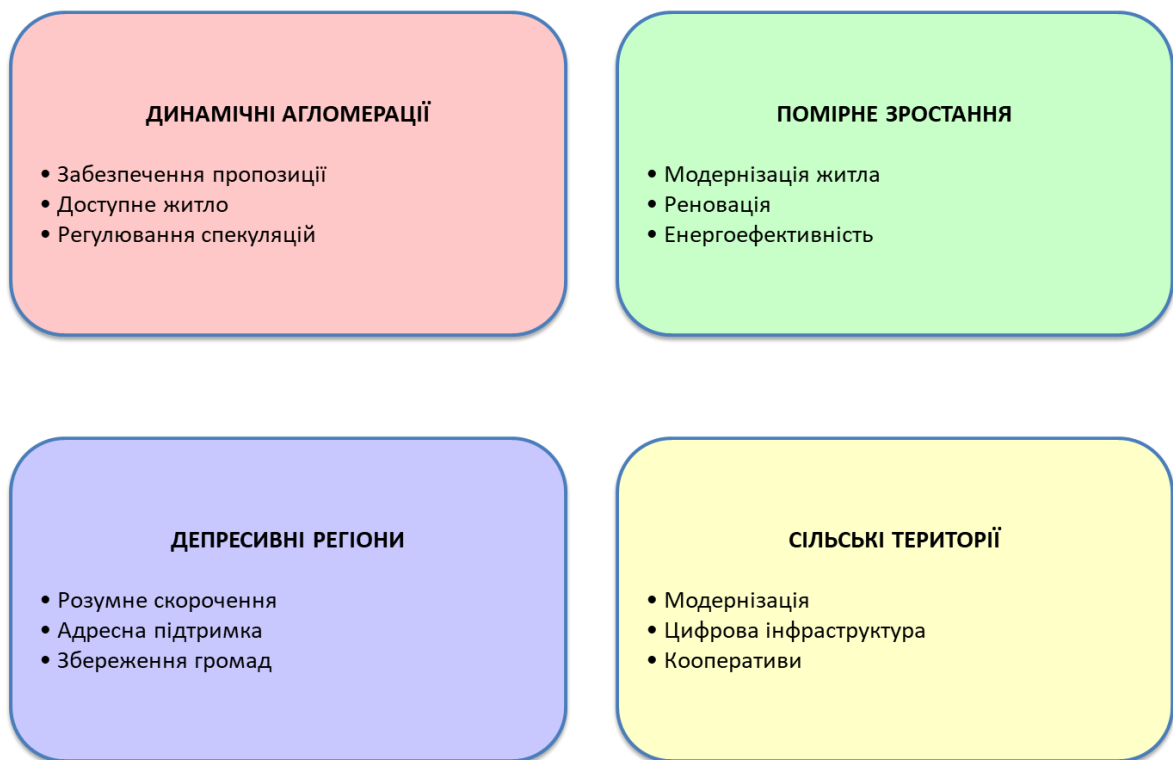 ДИНАМІЧНІ АГЛОМЕРАЦІЇ
• Забезпечення пропозиції
• Доступне житло
• Регулювання спекуляцій
ПОМІРНЕ ЗРОСТАННЯ
• Модернізація житла
• Реновація
• Енергоефективність
ДЕПРЕСИВНІ РЕГІОНИ
• Розумне скорочення
• Адресна підтримка
• Збереження громад
СІЛЬСЬКІ ТЕРИТОРІЇ
• Модернізація
• Цифрова інфраструктура
• Кооперативи